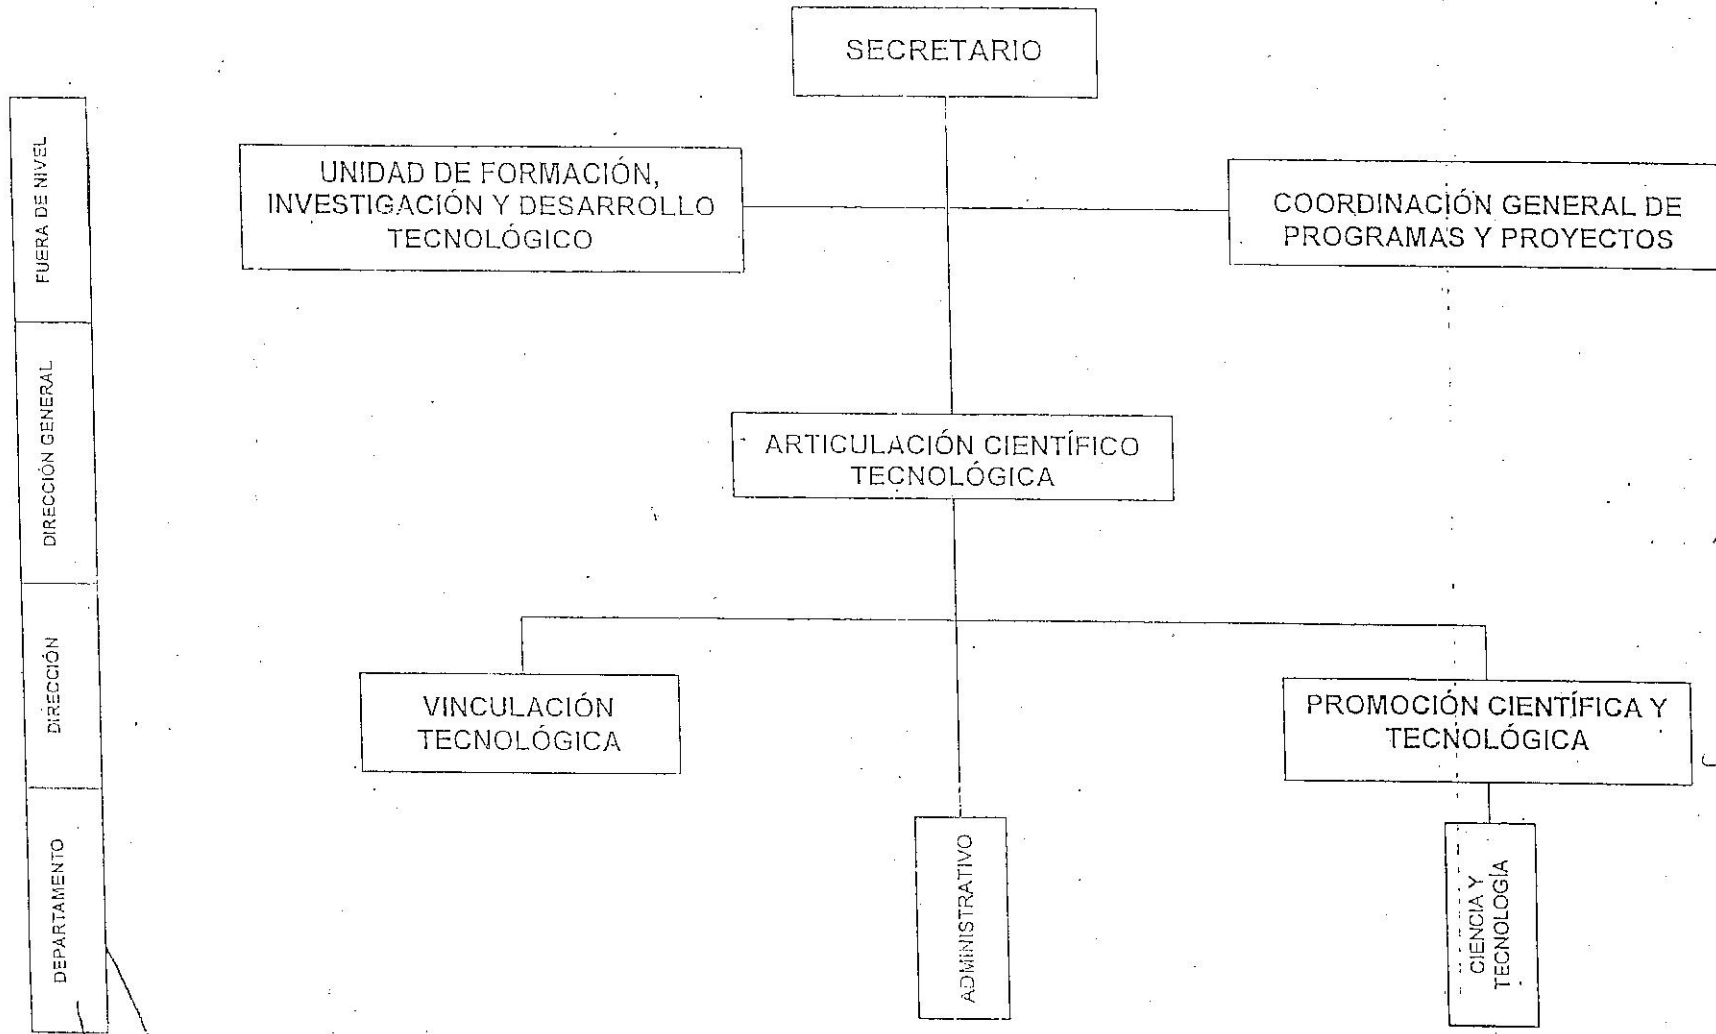 SECRETARIO
FUERA DE NIVEL
UNIDAD DE FORMACIÓN,
INVESTIGACIÓN Y DESARROLLO
TECNOLÓGICO
COORDINACIÓN GENERAL DE
PROGRAMAS Y PROYECTOS
DIRECCIÓN GENERAL
ARTICULACIÓN CIENTÍFICO
TECNOLÓGICA
DIRECCIÓN
VINCULACIÓN
TECNOLÓGICA
PROMOCIÓN CIENTÍFICA Y
TECNOLÓGICA
DEPARTAMENTO
ADMINISTRATIVO
CIENCIA Y
TECNOLOGÍA